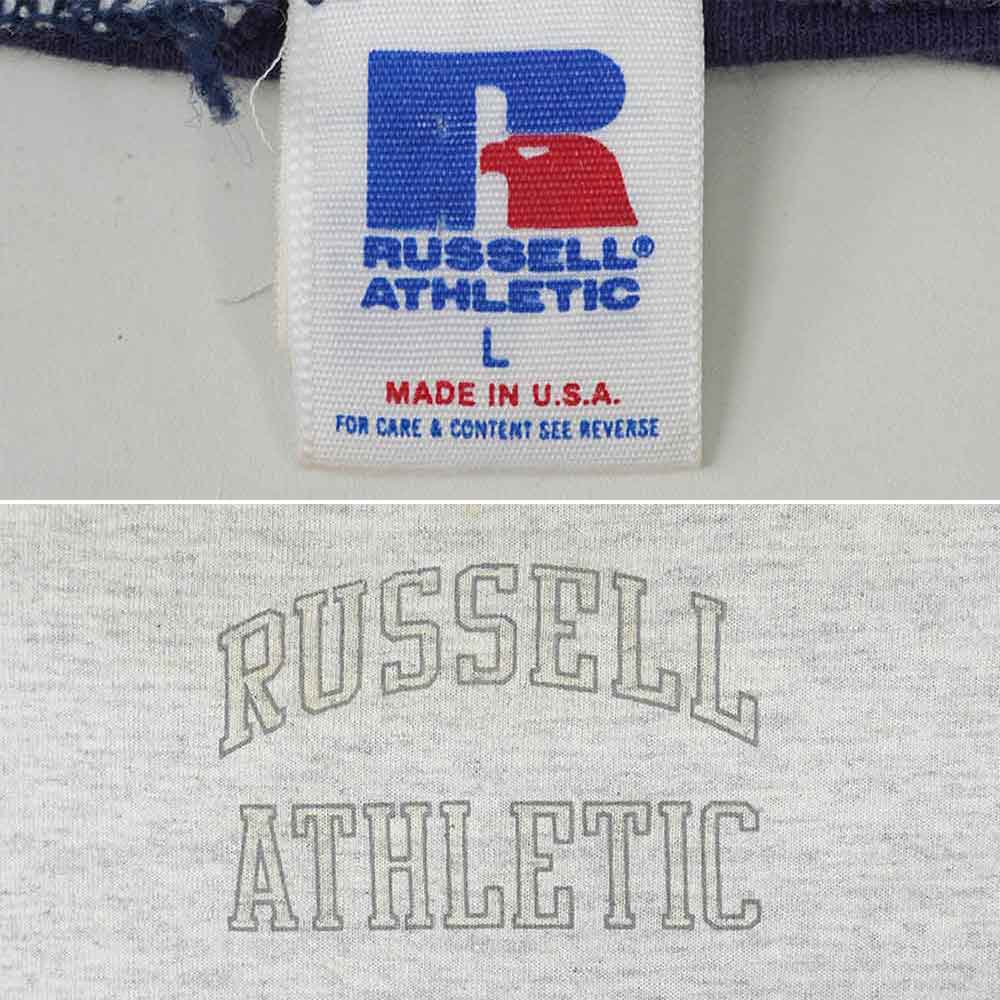 RUSSELL®
ATHLETIC
L
MADE IN U.S.A.
FOR CARE & CONTENT SEE REVERSE
RUSSELL
ATHLETIC